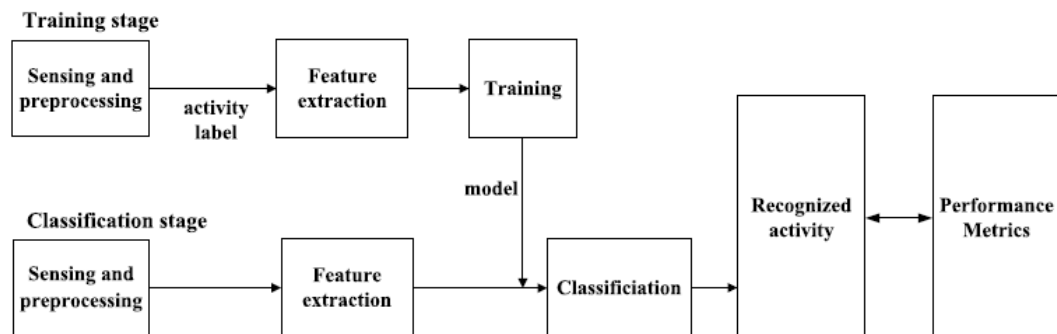 Training stage
Sensing and
preprocessing
activity
label
Feature
extraction
Training
model
Classification stage
Sensing and
preprocessing
Feature
extraction
Classificiation
Recognized
activity
Performance
Metrics